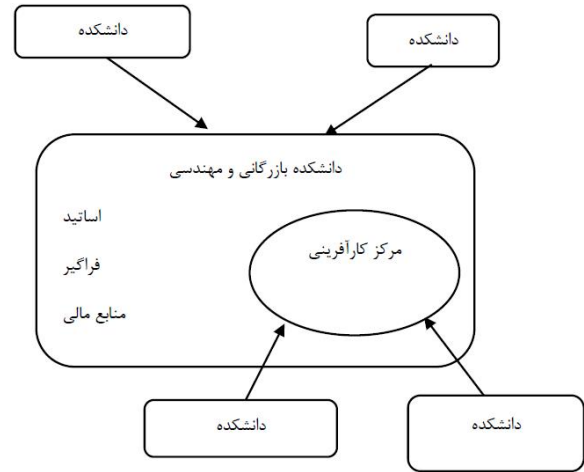 دانشکده
دانشکده
دانشکده بازرگانی و مهندسی
اساتید
مرکز کارآفرینی
فراگیر
منابع مالی
دانشکده
دانشکده